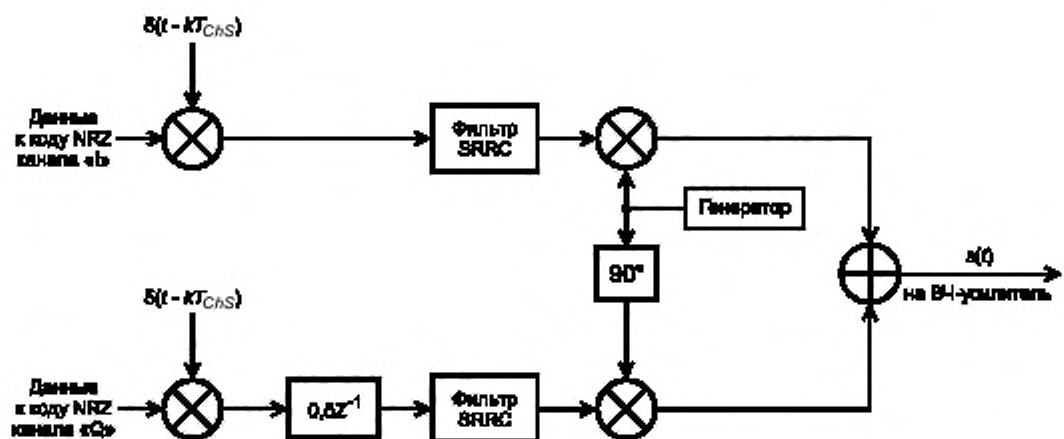 δ(t - kT_ChS)
Данные
к коду NRZ
канала «I»
Фильтр
SRRC
Генератор
90°
s(t)
на ВЧ-усилитель
δ(t - kT_ChS)
Данные
к коду NRZ
канала «Q»
0,5Z⁻¹
Фильтр
SRRC